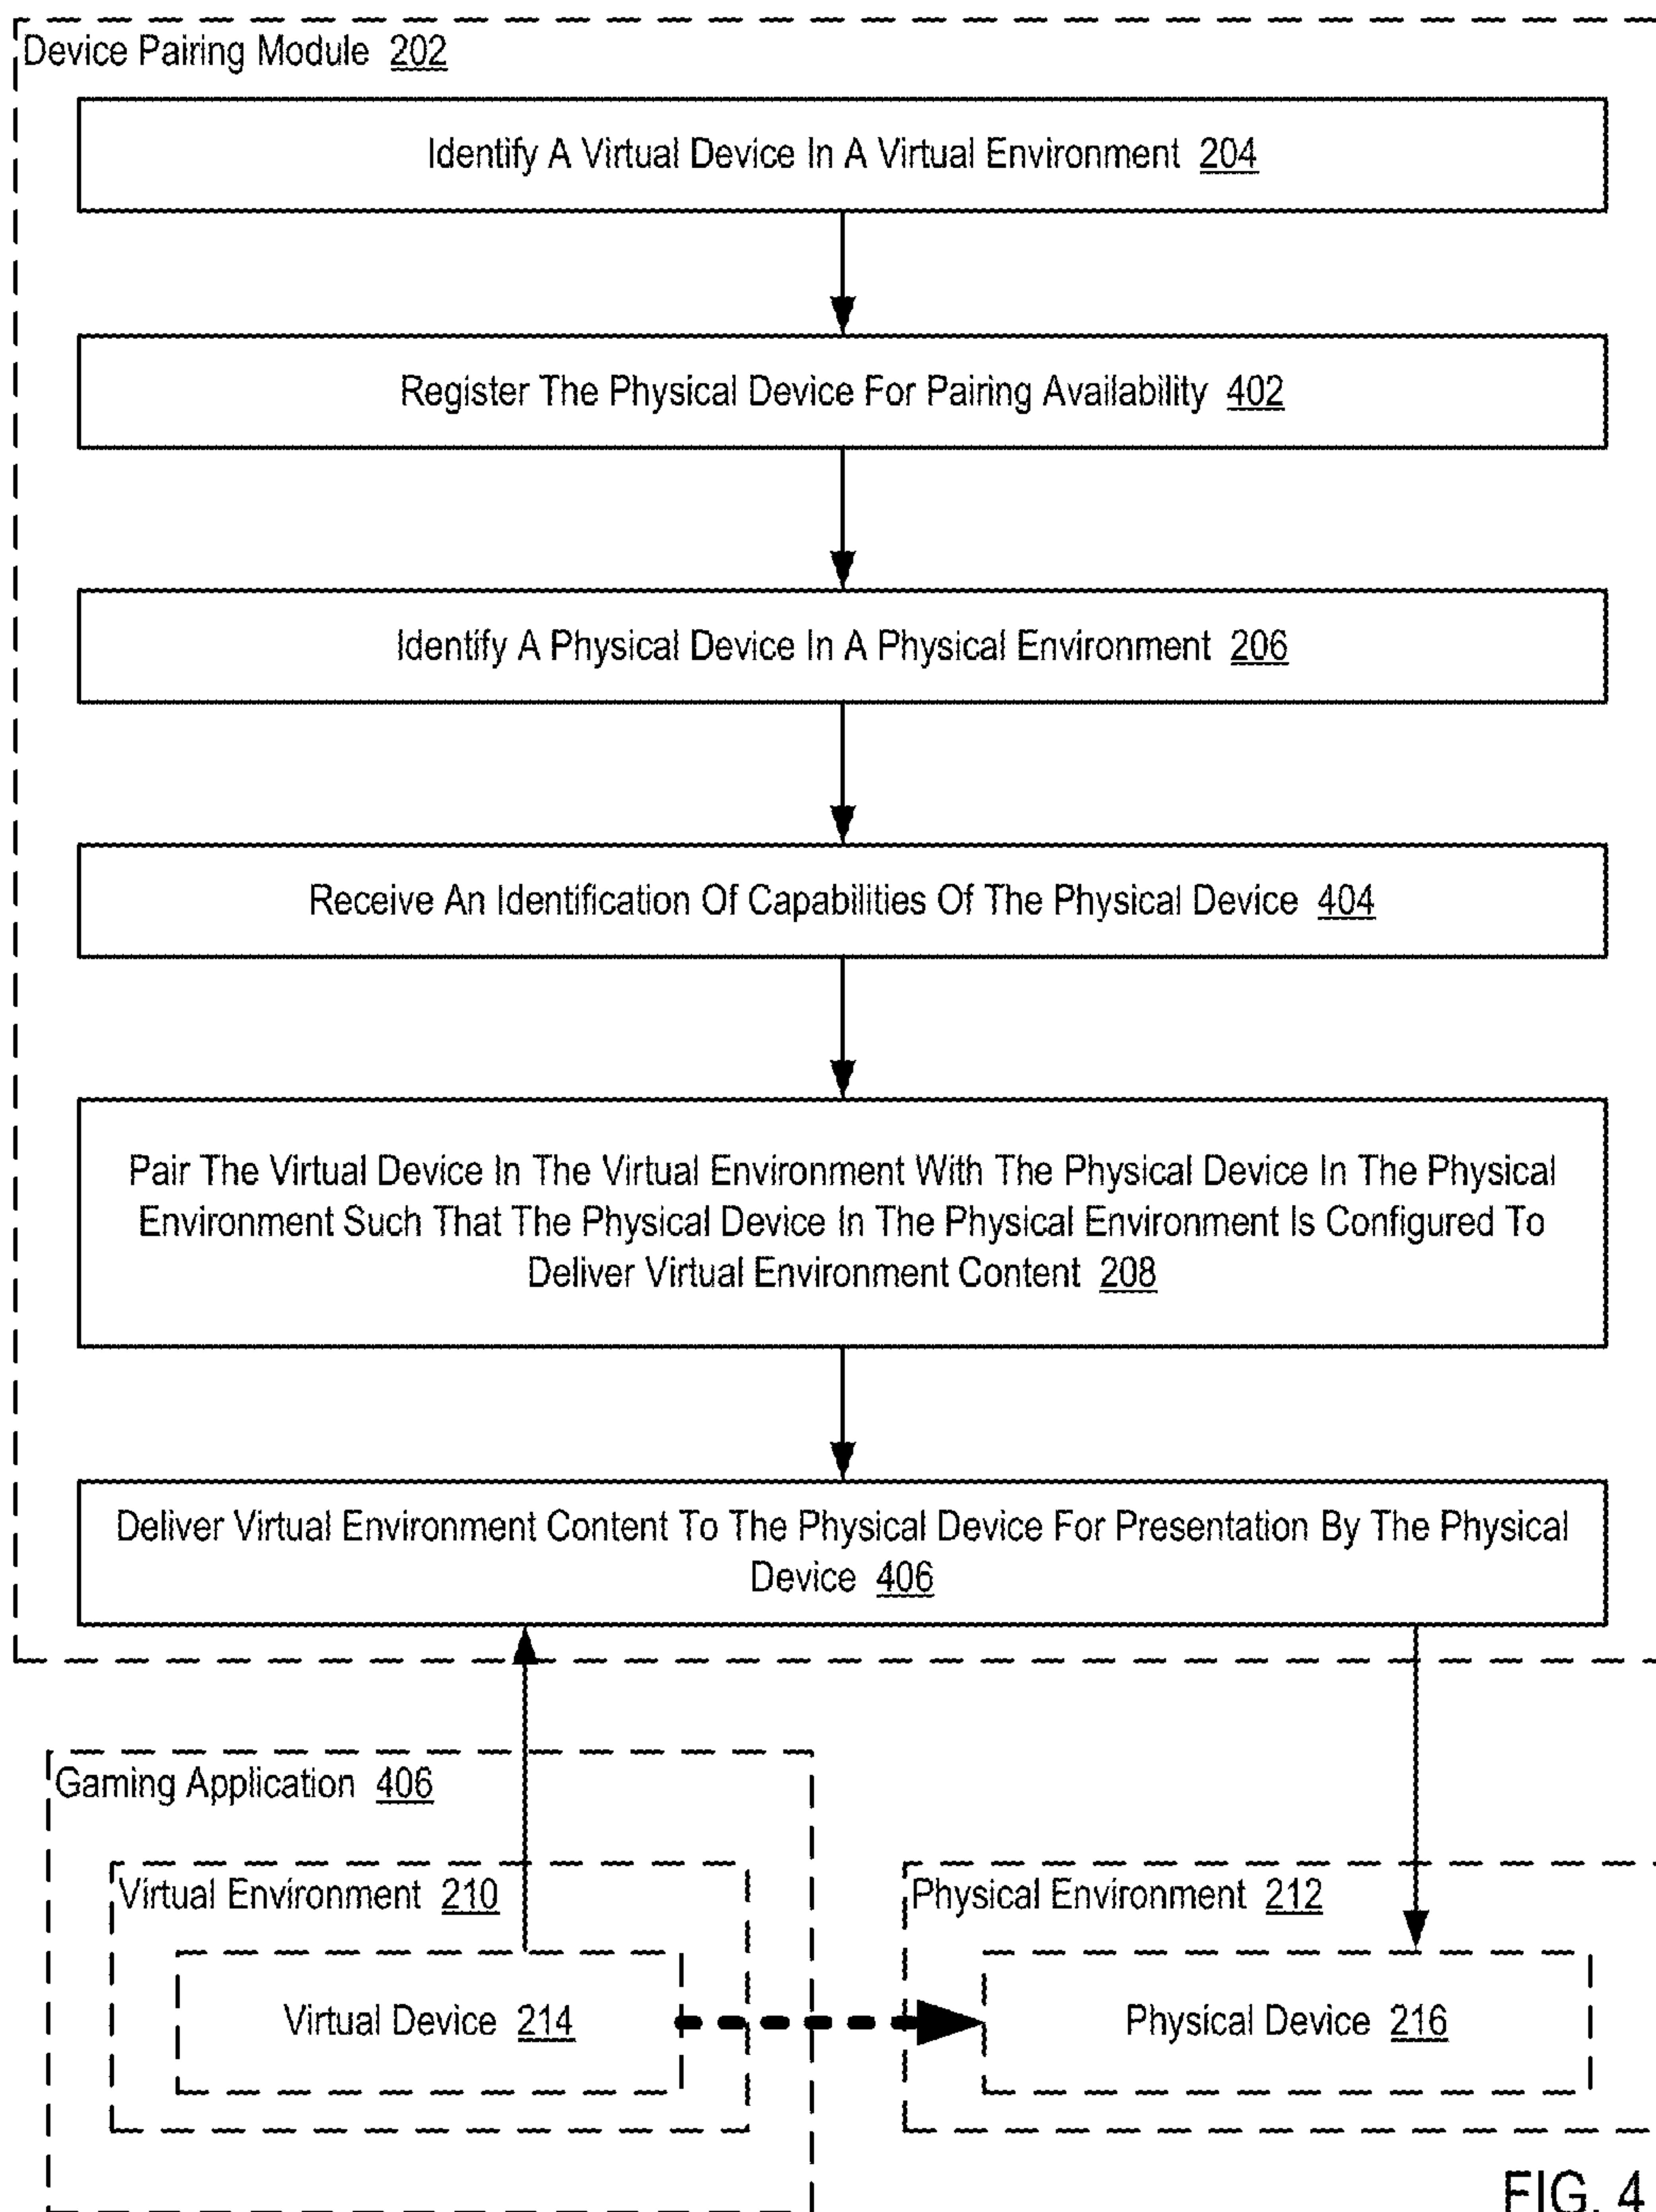 Device Pairing Module 202
Identify A Virtual Device In A Virtual Environment 204
Register The Physical Device For Pairing Availability 402
Identify A Physical Device In A Physical Environment 206
Receive An Identification Of Capabilities Of The Physical Device 404
Pair The Virtual Device In The Virtual Environment With The Physical Device In The Physical
Environment Such That The Physical Device In The Physical Environment Is Configured To
Deliver Virtual Environment Content 208
Deliver Virtual Environment Content To The Physical Device For Presentation By The Physical
Device 406
Gaming Application 406
Virtual Environment 210
Physical Environment 212
Virtual Device 214
Physical Device 216
FIG. 4